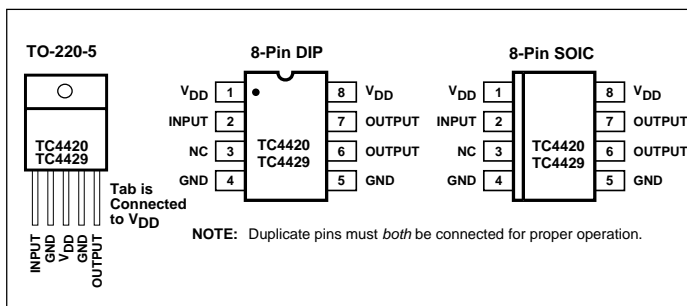 TO-220-5
TC4420
TC4429
Tab is
Connected
to VDD
INPUT
GND
VDD
GND
OUTPUT
8-Pin DIP
VDD 1 8 VDD
INPUT 2 7 OUTPUT
TC4420
TC4429
NC 3 6 OUTPUT
GND 4 5 GND
8-Pin SOIC
VDD 1 8 VDD
INPUT 2 7 OUTPUT
TC4420
TC4429
NC 3 6 OUTPUT
GND 4 5 GND
NOTE: Duplicate pins must both be connected for proper operation.